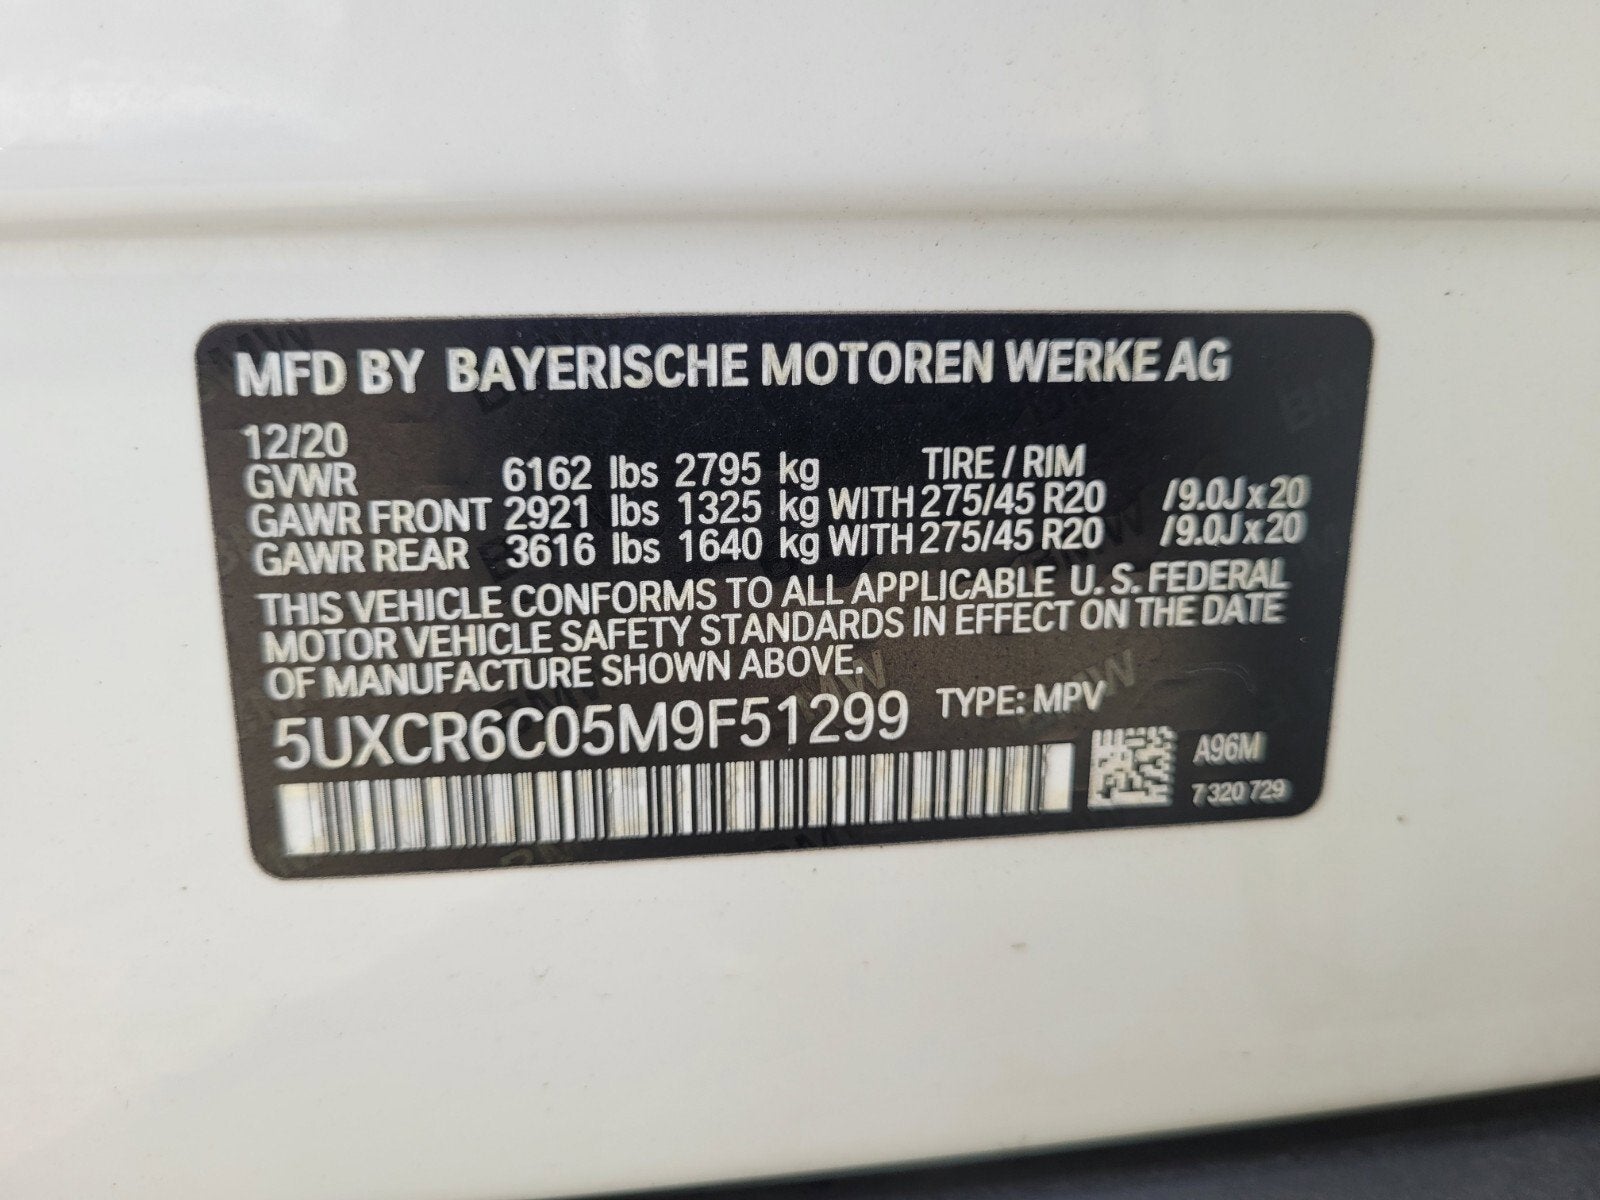 MFD BY BAYERISCHE MOTOREN WERKE AG
12/20
GVWR 6162 lbs 2795 kg TIRE / RIM
GAWR FRONT 2921 lbs 1325 kg WITH 275/45 R20 /9.0J x 20
GAWR REAR 3616 lbs 1640 kg WITH 275/45 R20 /9.0J x 20
THIS VEHICLE CONFORMS TO ALL APPLICABLE U. S. FEDERAL
MOTOR VEHICLE SAFETY STANDARDS IN EFFECT ON THE DATE
OF MANUFACTURE SHOWN ABOVE.
5UXCR6C05M9F51299 TYPE: MPV
A96M
7 320 729